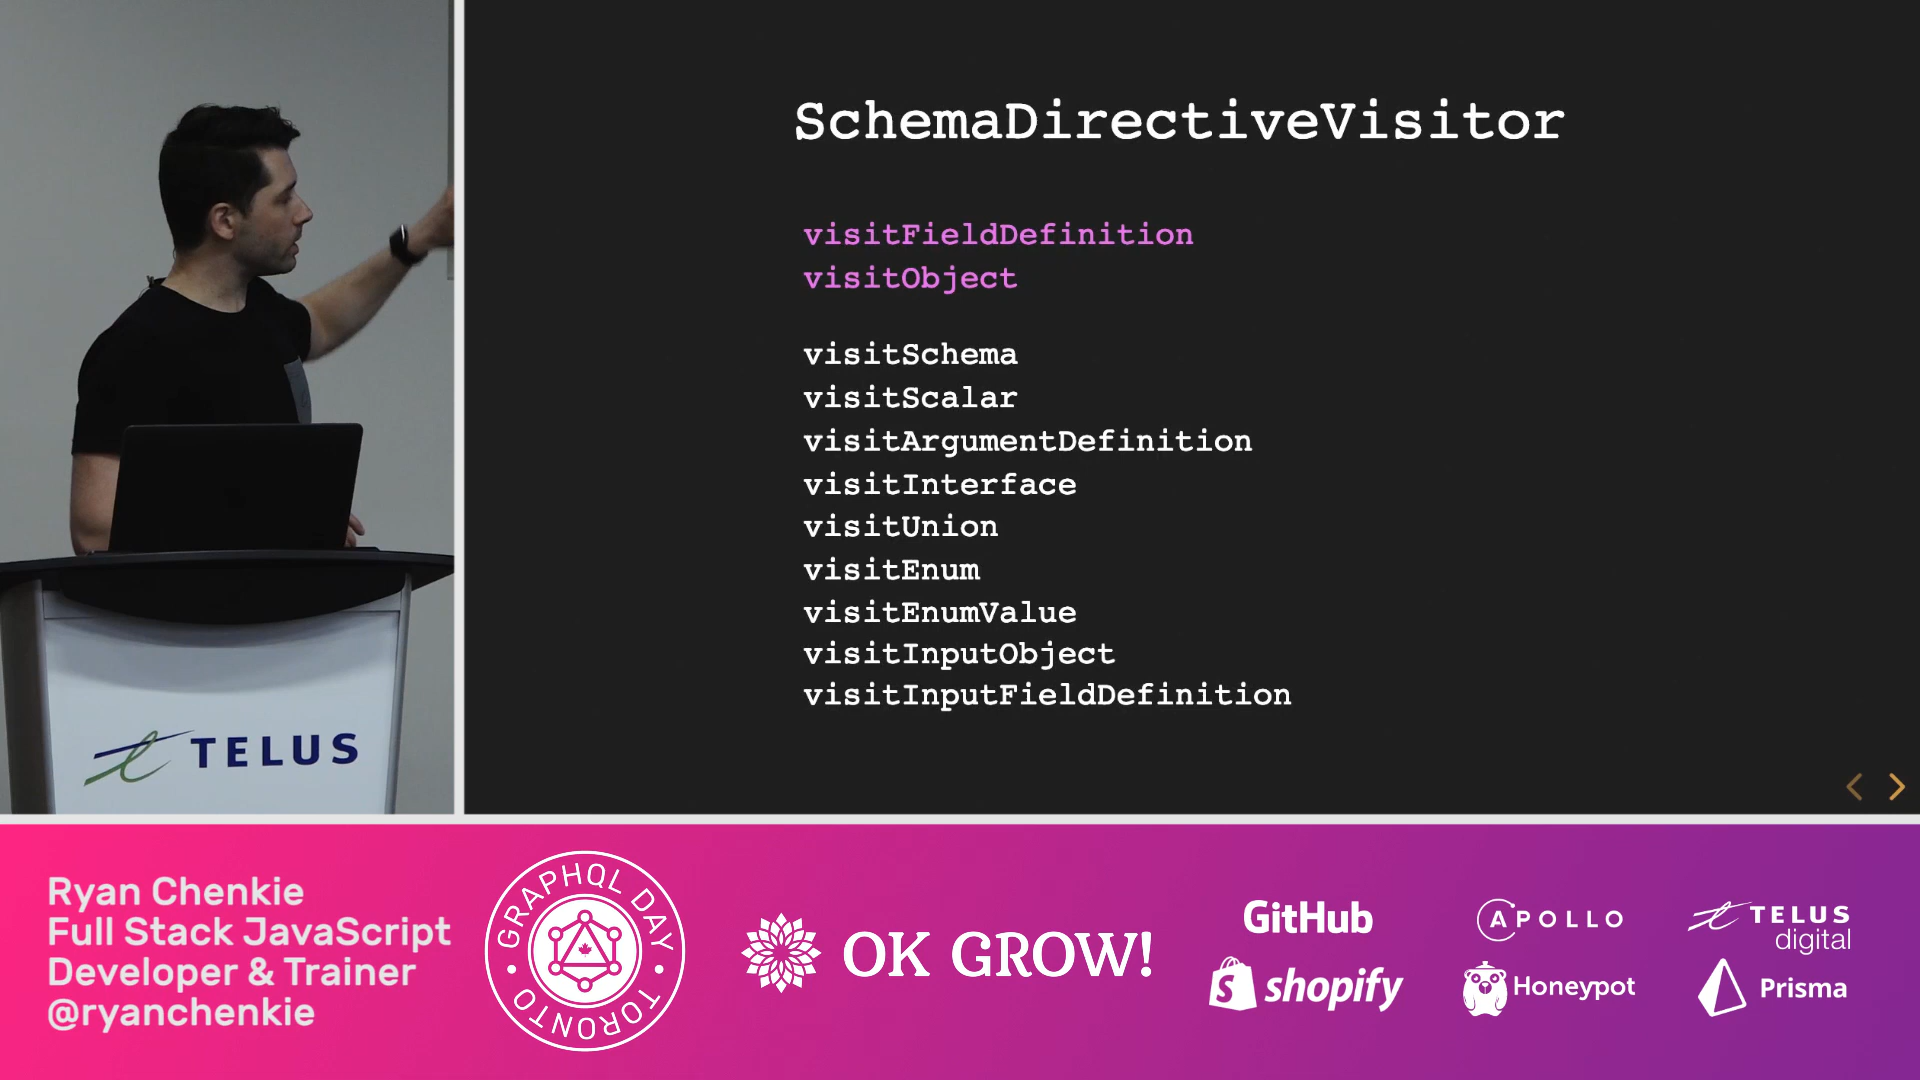 SchemaDirectiveVisitor
visitFieldDefinition
visitObject
visitSchema
visitScalar
visitArgumentDefinition
visitInterface
visitUnion
visitEnum
visitEnumValue
visitInputObject
visitInputFieldDefinition
TELUS
Ryan Chenkie
Full Stack JavaScript
Developer & Trainer
@ryanchenkie
GRAPHQL DAY
TORONTO
OK GROW!
GitHub
APOLLO
TELUS
digital
shopify
Honeypot
Prisma